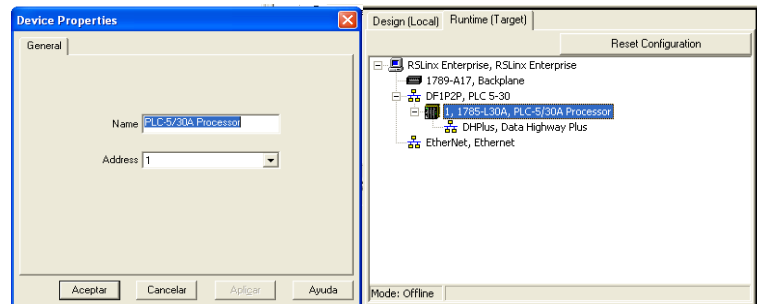 Device Properties
General
Name PLC-5/30A Processor
Address 1
Aceptar Cancelar Aplicar Ayuda
Design (Local) Runtime (Target)
Reset Configuration
RSLinx Enterprise, RSLinx Enterprise
1789-A17, Backplane
DF1P2P, PLC 5-30
1, 1785-L30A, PLC-5/30A Processor
DHPlus, Data Highway Plus
EtherNet, Ethernet
Mode: Offline